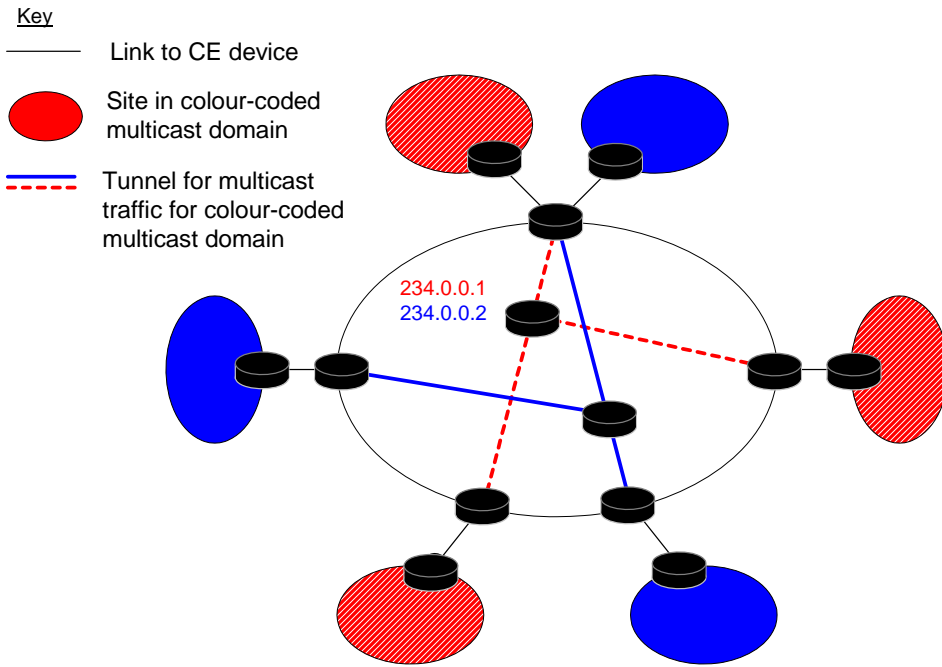 Key
Link to CE device
Site in colour-coded
multicast domain
Tunnel for multicast
traffic for colour-coded
multicast domain
234.0.0.1
234.0.0.2